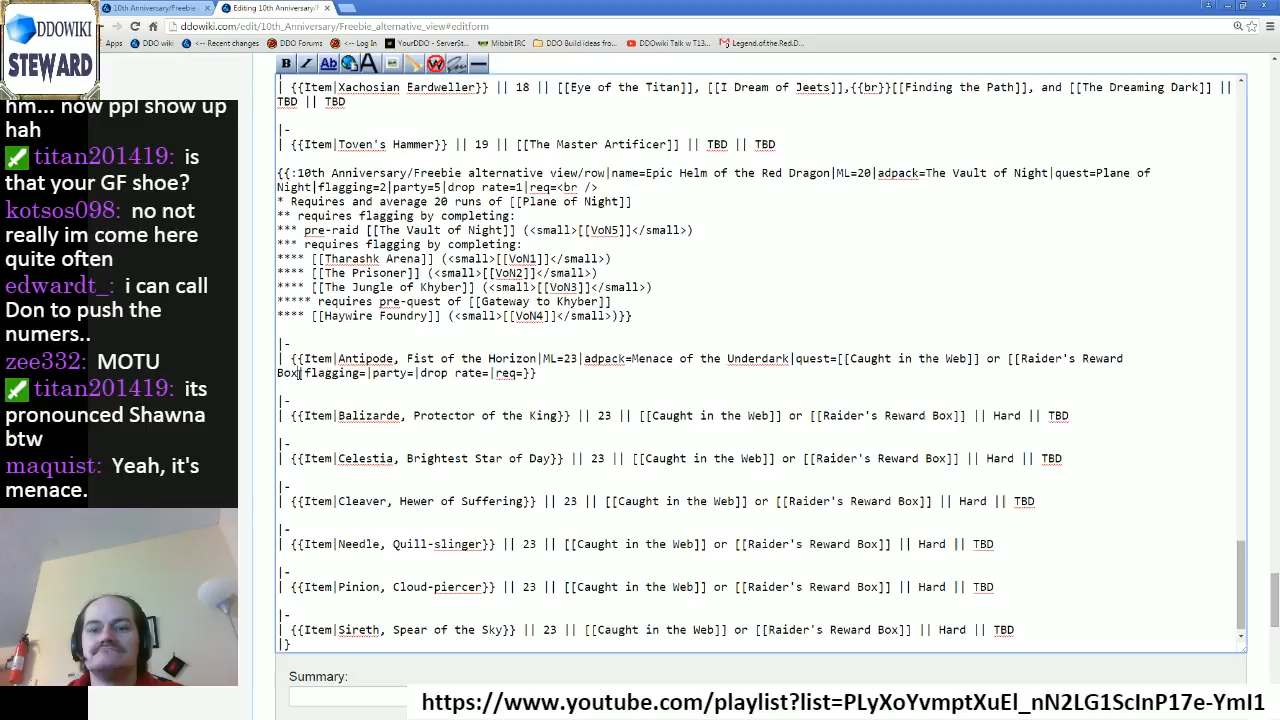 10th Anniversary/Freebie
Editing 10th Anniversary/F
ddowiki.com/edit/10th_Anniversary/Freebie_alternative_view#editform
Apps
DDO wiki
<-- Recent changes
DDO Forums
<-- Log In
YourDDO - ServerSt...
Mibbit IRC
DDO Build ideas from...
DDOwiki Talk w T13...
Legend.of.the.Red.D...
DDOWIKI
STEWARD
hm... now ppl show up
hah
titan201419: is
that your GF shoe?
kotsos098: no not
really im come here
quite often
edwardt_: i can call
Don to push the
numers..
zee332: MOTU
titan201419: its
pronounced Shawna
btw
maquist: Yeah, it's
menace.
| {{Item|Xachosian Eardweller}} || 18 || [[Eye of the Titan]], [[I Dream of Jeets]],{{br}}[[Finding the Path]], and [[The Dreaming Dark]] ||
TBD || TBD
|-
| {{Item|Toven's Hammer}} || 19 || [[The Master Artificer]] || TBD || TBD
{{:10th Anniversary/Freebie alternative view/row|name=Epic Helm of the Red Dragon|ML=20|adpack=The Vault of Night|quest=Plane of
Night|flagging=2|party=5|drop rate=1|req=<br />
* Requires and average 20 runs of [[Plane of Night]]
** requires flagging by completing:
*** pre-raid [[The Vault of Night]] (<small>[[VoN5]]</small>)
*** requires flagging by completing:
**** [[Tharashk Arena]] (<small>[[VoN1]]</small>)
**** [[The Prisoner]] (<small>[[VoN2]]</small>)
**** [[The Jungle of Khyber]] (<small>[[VoN3]]</small>)
***** requires pre-quest of [[Gateway to Khyber]]
**** [[Haywire Foundry]] (<small>[[VoN4]]</small>)}}
|-
| {{Item|Antipode, Fist of the Horizon|ML=23|adpack=Menace of the Underdark|quest=[[Caught in the Web]] or [[Raider's Reward
Box|flagging=|party=|drop rate=|req=}}
|-
| {{Item|Balizarde, Protector of the King}} || 23 || [[Caught in the Web]] or [[Raider's Reward Box]] || Hard || TBD
|-
| {{Item|Celestia, Brightest Star of Day}} || 23 || [[Caught in the Web]] or [[Raider's Reward Box]] || Hard || TBD
|-
| {{Item|Cleaver, Hewer of Suffering}} || 23 || [[Caught in the Web]] or [[Raider's Reward Box]] || Hard || TBD
|-
| {{Item|Needle, Quill-slinger}} || 23 || [[Caught in the Web]] or [[Raider's Reward Box]] || Hard || TBD
|-
| {{Item|Pinion, Cloud-piercer}} || 23 || [[Caught in the Web]] or [[Raider's Reward Box]] || Hard || TBD
|-
| {{Item|Sireth, Spear of the Sky}} || 23 || [[Caught in the Web]] or [[Raider's Reward Box]] || Hard || TBD
|}
Summary:
https://www.youtube.com/playlist?list=PLyXoYvmptXuEl_nN2LG1ScInP17e-YmI1